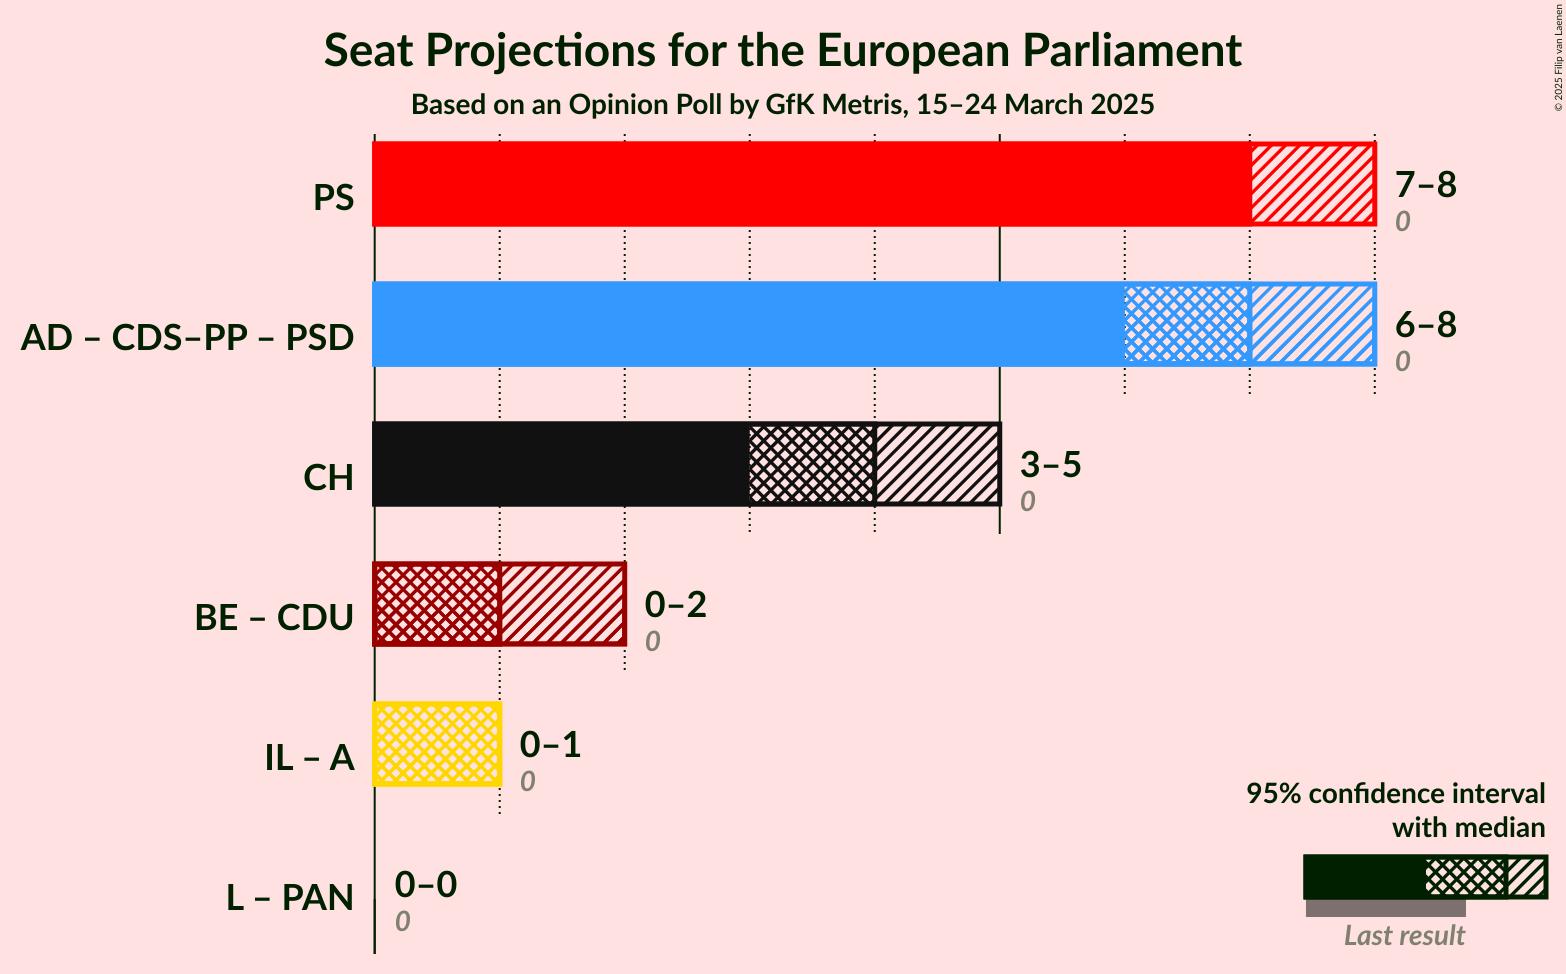 Seat Projections for the European Parliament
Based on an Opinion Poll by GfK Metris, 15–24 March 2025
© 2025 Filip van Laenen
PS
7–8
0
AD – CDS–PP – PSD
6–8
0
CH
3–5
0
BE – CDU
0–2
0
IL – A
0–1
0
L – PAN
0–0
0
95% confidence interval
with median
Last result